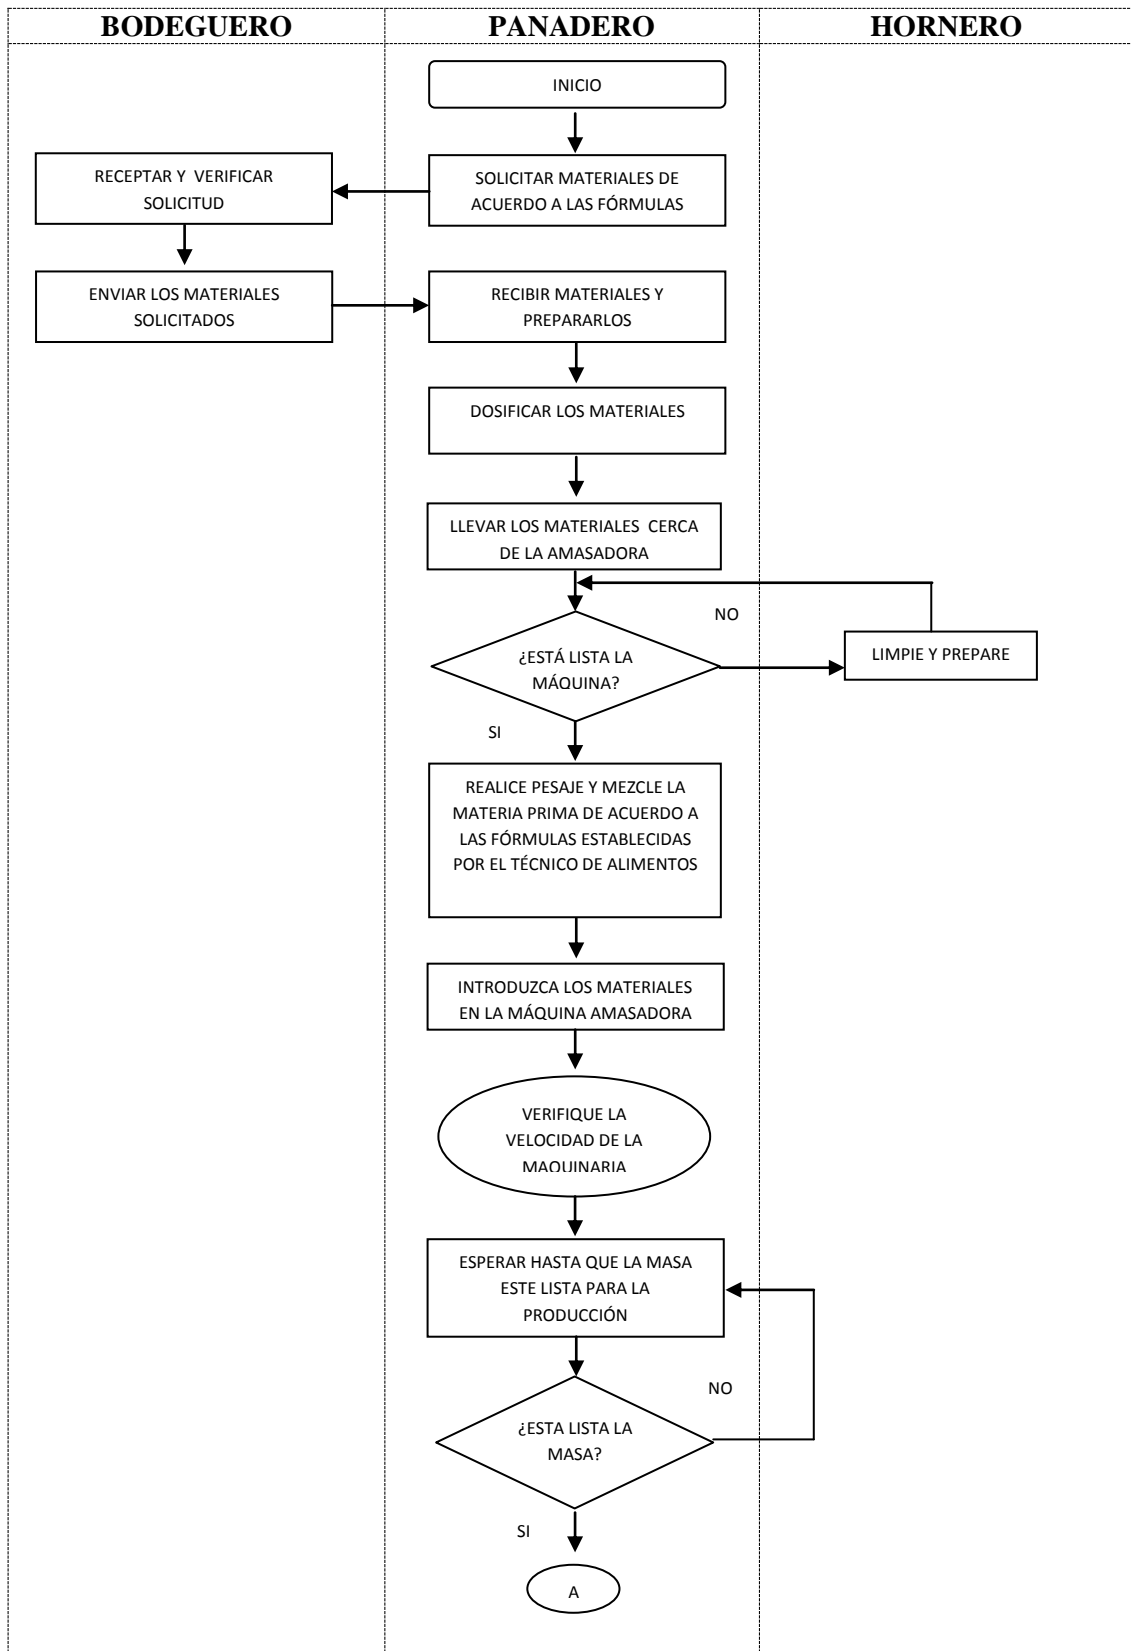 BODEGUERO
PANADERO
HORNERO
INICIO
SOLICITAR MATERIALES DE
ACUERDO A LAS FÓRMULAS
RECEPTAR Y VERIFICAR
SOLICITUD
ENVIAR LOS MATERIALES
SOLICITADOS
RECIBIR MATERIALES Y
PREPARARLOS
DOSIFICAR LOS MATERIALES
LLEVAR LOS MATERIALES CERCA
DE LA AMASADORA
¿ESTÁ LISTA LA
MÁQUINA?
NO
LIMPIE Y PREPARE
SI
REALICE PESAJE Y MEZCLE LA
MATERIA PRIMA DE ACUERDO A
LAS FÓRMULAS ESTABLECIDAS
POR EL TÉCNICO DE ALIMENTOS
INTRODUZCA LOS MATERIALES
EN LA MÁQUINA AMASADORA
VERIFIQUE LA
VELOCIDAD DE LA
MAQUINARIA
ESPERAR HASTA QUE LA MASA
ESTE LISTA PARA LA
PRODUCCIÓN
¿ESTA LISTA LA
MASA?
NO
SI
A